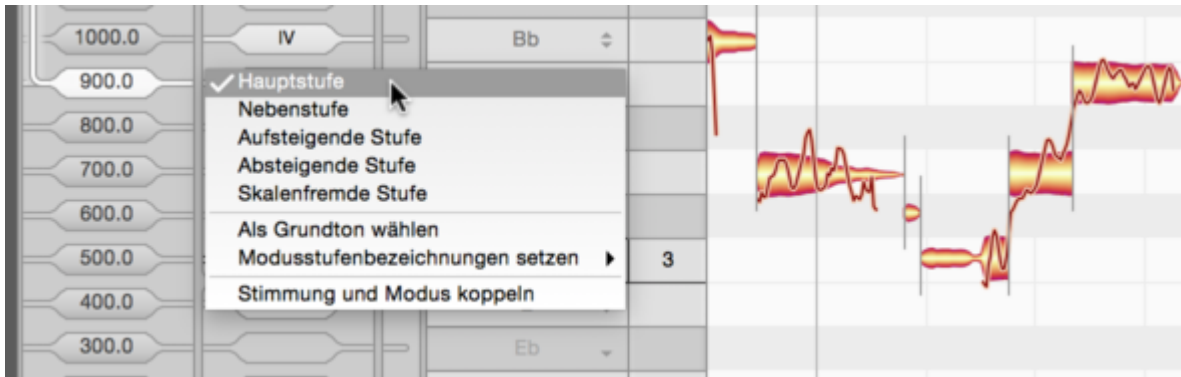 1000.0 IV Bb
900.0
Hauptstufe
Nebenstufe
800.0
Aufsteigende Stufe
700.0
Absteigende Stufe
Skalenfremde Stufe
600.0
Als Grundton wählen
500.0
Modusstufenbezeichnungen setzen
3
400.0
Stimmung und Modus koppeln
300.0 Eb